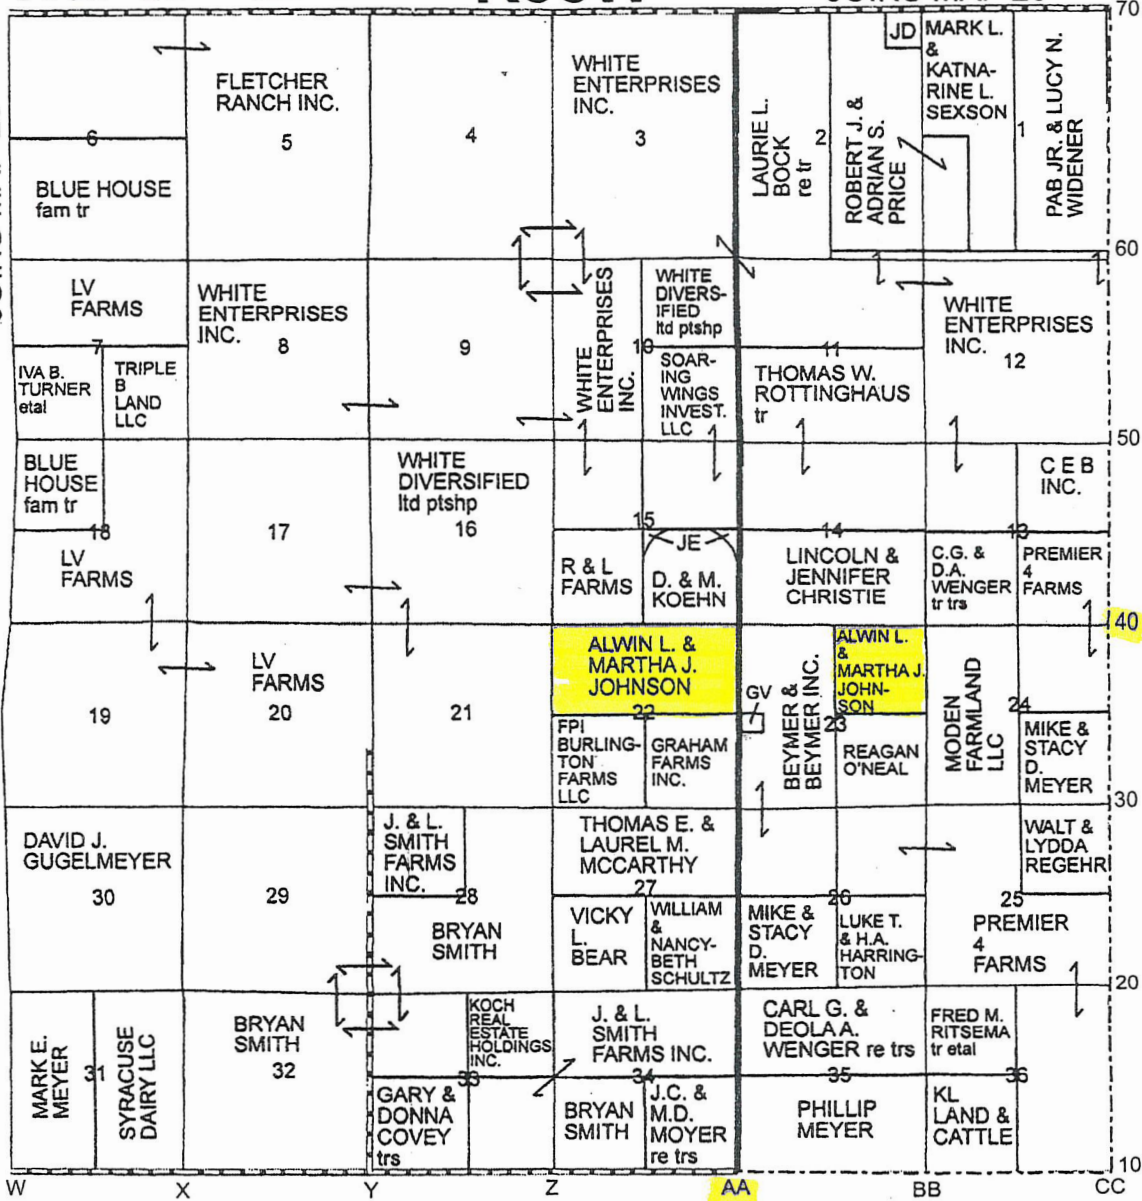 70
FLETCHER
RANCH INC.
5
6
BLUE HOUSE
fam tr
4
WHITE
ENTERPRISES
INC.
3
LAURIE L.
BOCK
re tr
2
JD
ROBERT J. &
ADRIAN S.
PRICE
MARK L.
&
KATNA-
RINE L.
SEXSON
1
PAB JR. & LUCY N.
WIDENER
60
LV
FARMS
7
IVA B.
TURNER
etal
TRIPLE
B
LAND
LLC
WHITE
ENTERPRISES
INC.
8
9
WHITE
ENTERPRISES
INC.
10
WHITE
DIVERS-
IFIED
ltd ptshp
SOAR-
ING
WINGS
INVEST.
LLC
11
THOMAS W.
ROTTINGHAUS
tr
WHITE
ENTERPRISES
INC.
12
50
BLUE
HOUSE
fam tr
18
LV
FARMS
17
WHITE
DIVERSIFIED
ltd ptshp
16
15
R & L
FARMS
JE
D. & M.
KOEHN
14
LINCOLN &
JENNIFER
CHRISTIE
C E B
INC.
13
C.G. &
D.A.
WENGER
tr trs
PREMIER
4
FARMS
40
19
LV
FARMS
20
21
ALWIN L. &
MARTHA J.
JOHNSON
22
FPI
BURLING-
TON
FARMS
LLC
GRAHAM
FARMS
INC.
GV
BEYMER &
BEYMER INC.
ALWIN L.
&
MARTHA J.
JOHN-
SON
23
REAGAN
O'NEAL
MODEN
FARMLAND
LLC
24
MIKE &
STACY
D.
MEYER
30
DAVID J.
GUGELMEYER
30
29
J. & L.
SMITH
FARMS
INC.
28
BRYAN
SMITH
THOMAS E. &
LAUREL M.
MCCARTHY
27
VICKY
L.
BEAR
WILLIAM
&
NANCY-
BETH
SCHULTZ
26
MIKE &
STACY
D.
MEYER
LUKE T.
& H.A.
HARRING-
TON
WALT &
LYDDA
REGEHR
25
PREMIER
4
FARMS
20
MARK E.
MEYER
31
SYRACUSE
DAIRY LLC
BRYAN
SMITH
32
KOCH
REAL
ESTATE
HOLDINGS
INC.
33
GARY &
DONNA
COVEY
trs
J. & L.
SMITH
FARMS INC.
34
BRYAN
SMITH
J.C. &
M.D.
MOYER
re trs
CARL G. &
DEOLA A.
WENGER re trs
35
PHILLIP
MEYER
FRED M.
RITSEMA
tr etal
36
KL
LAND &
CATTLE
10
W X Y Z AA BB CC